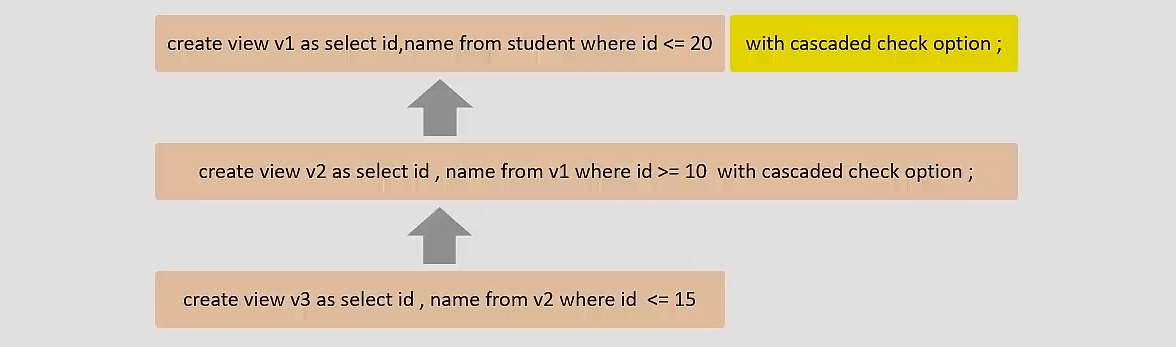 create view v1 as select id,name from student where id <= 20 with cascaded check option ;
create view v2 as select id , name from v1 where id >= 10 with cascaded check option ;
create view v3 as select id , name from v2 where id <= 15